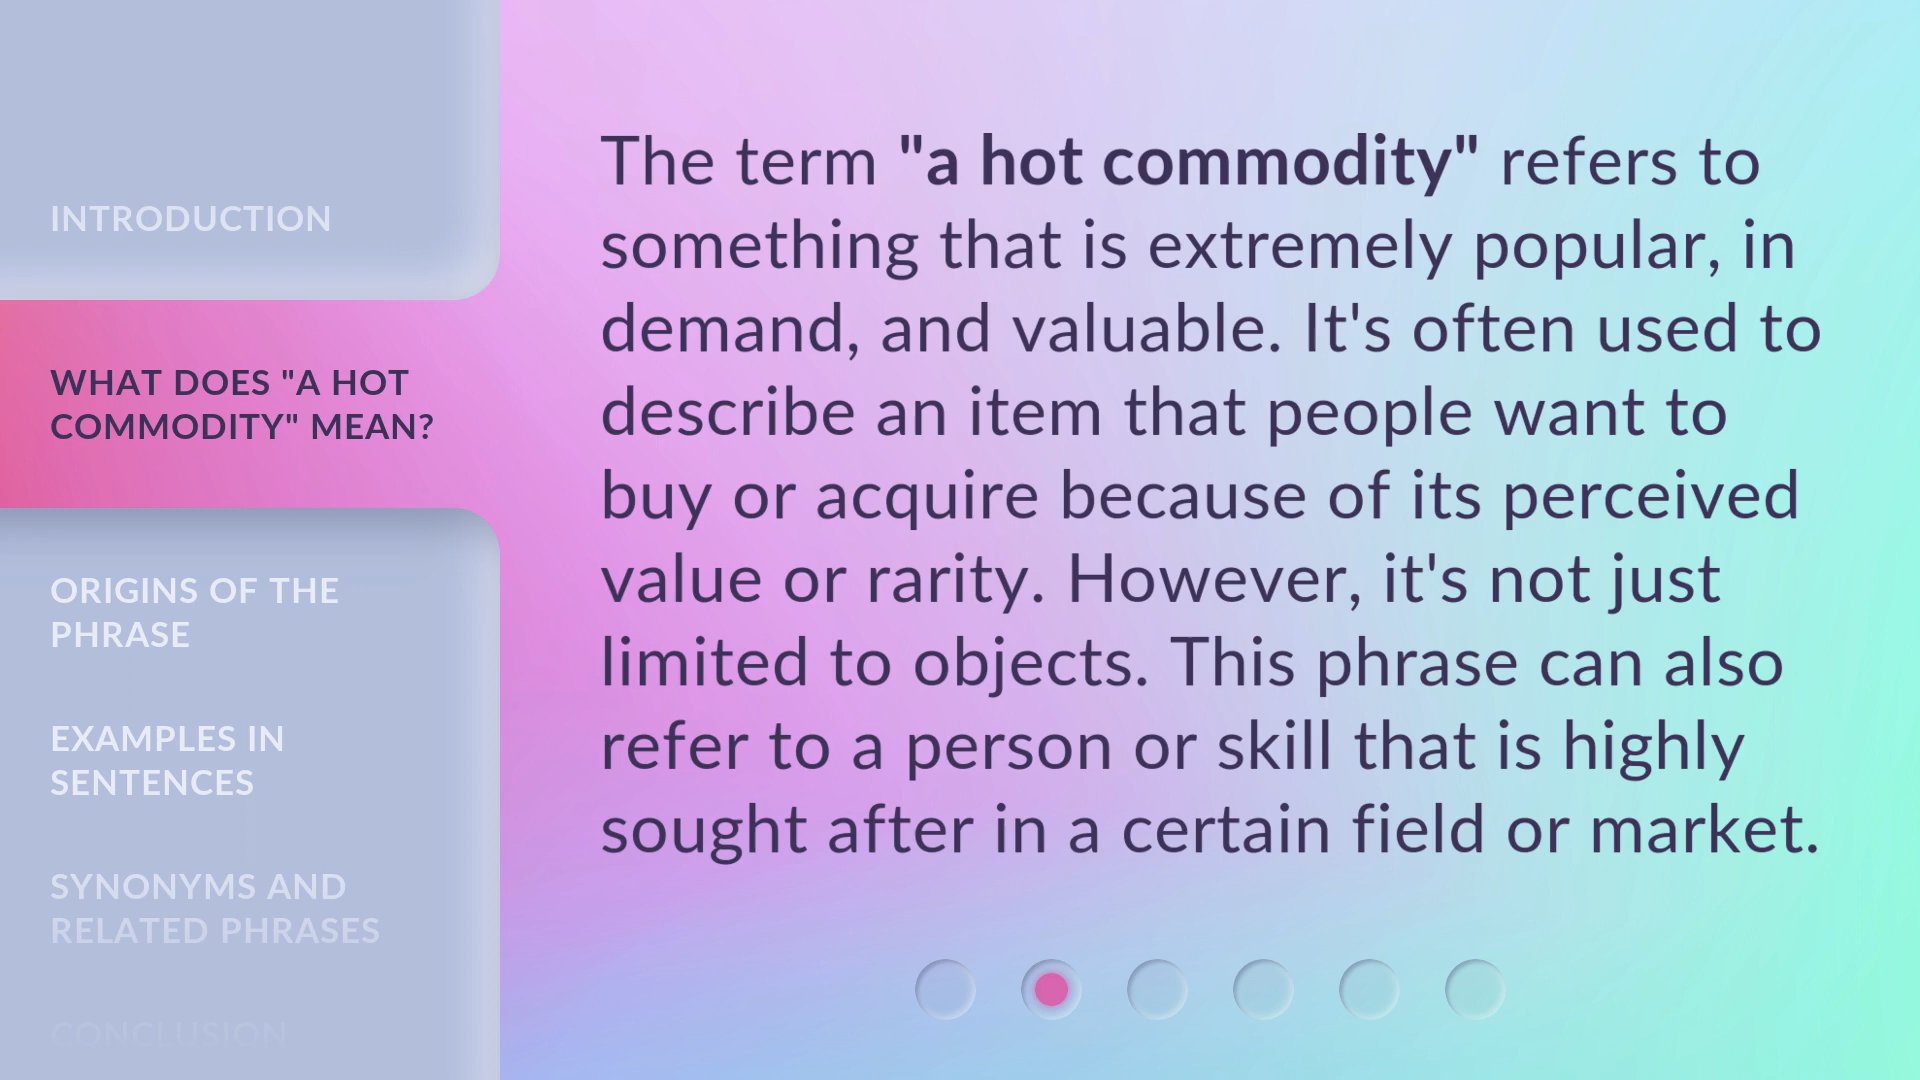 INTRODUCTION
WHAT DOES "A HOT
COMMODITY" MEAN?
ORIGINS OF THE
PHRASE
EXAMPLES IN
SENTENCES
SYNONYMS AND
RELATED PHRASES
CONCLUSION
The term "a hot commodity" refers to
something that is extremely popular, in
demand, and valuable. It's often used to
describe an item that people want to
buy or acquire because of its perceived
value or rarity. However, it's not just
limited to objects. This phrase can also
refer to a person or skill that is highly
sought after in a certain field or market.